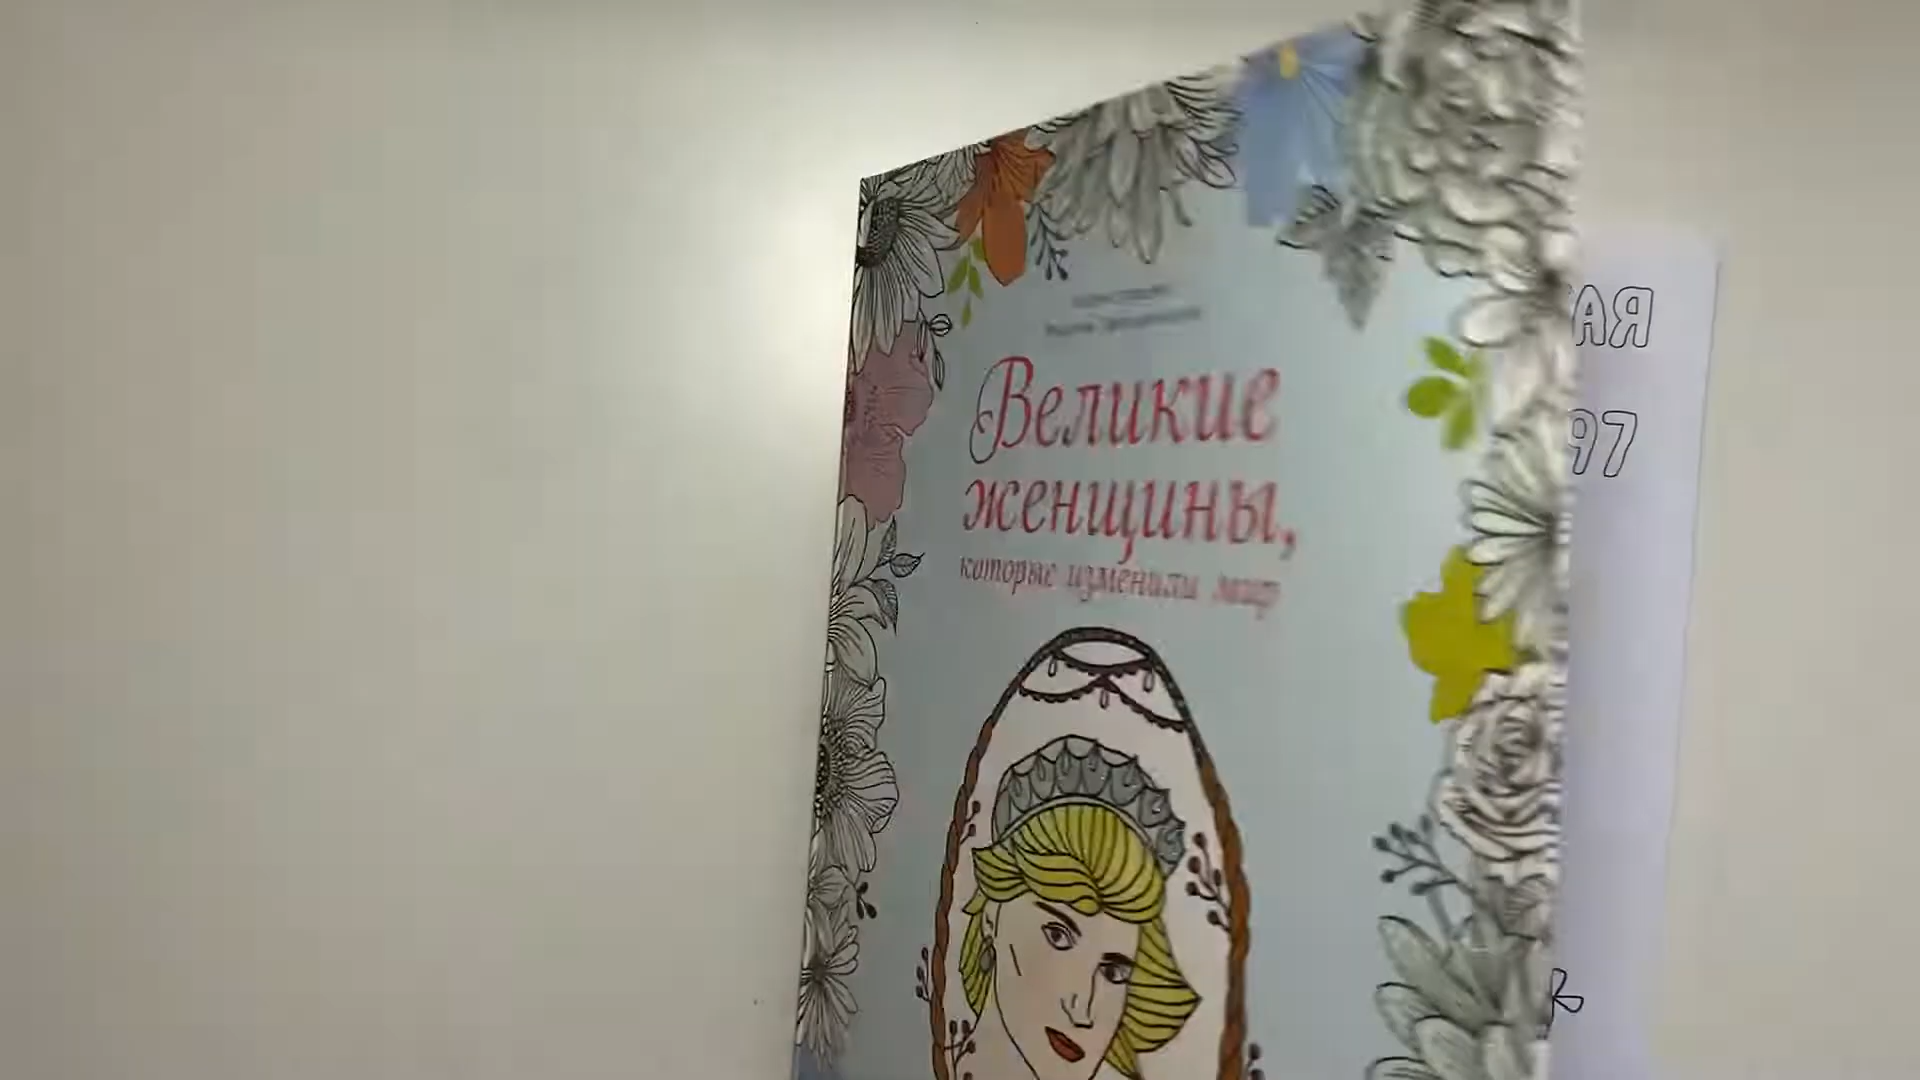 Великие
женщины,
которые изменили мир
АЯ
97